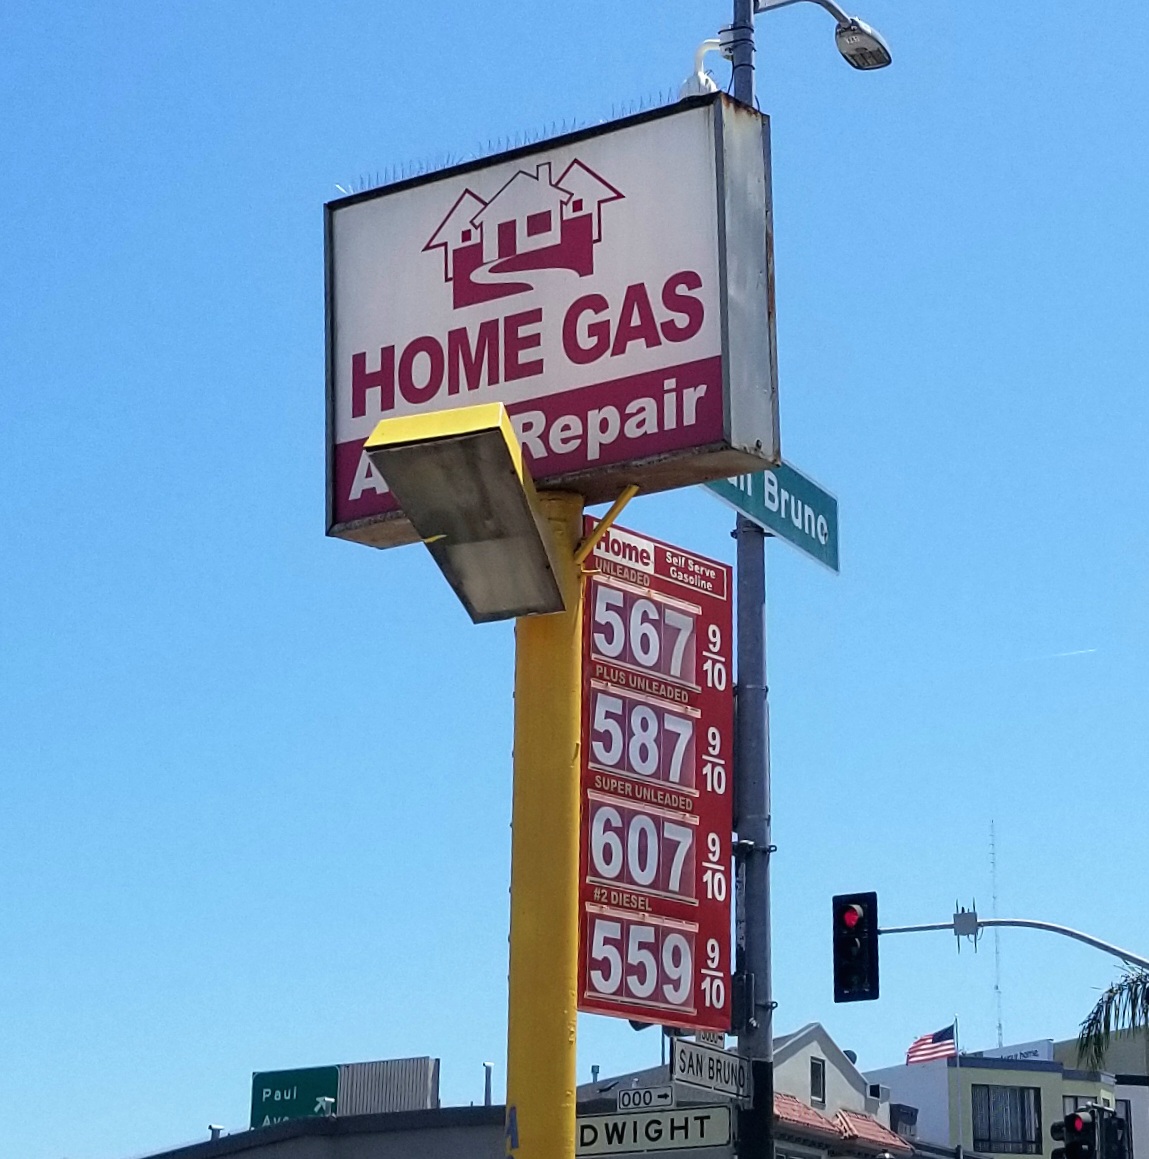 HOME GAS
Repair
Bruno
Home
Self Serve
Gasoline
UNLEADED
567 9/10
PLUS UNLEADED
587 9/10
SUPER UNLEADED
607 9/10
#2 DIESEL
559 9/10
SAN BRUNO
000 →
DWIGHT
Paul
Ave